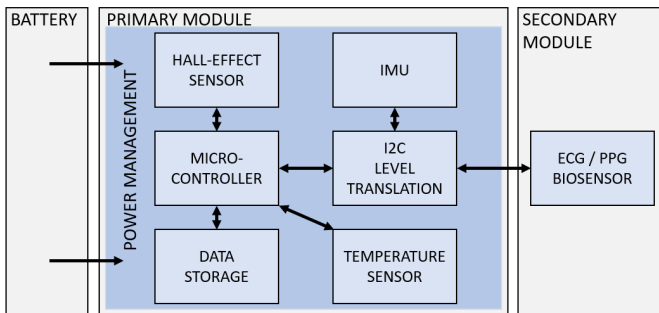 BATTERY
PRIMARY MODULE
SECONDARY
MODULE
POWER MANAGEMENT
HALL-EFFECT
SENSOR
IMU
MICRO-
CONTROLLER
I2C
LEVEL
TRANSLATION
ECG / PPG
BIOSENSOR
DATA
STORAGE
TEMPERATURE
SENSOR